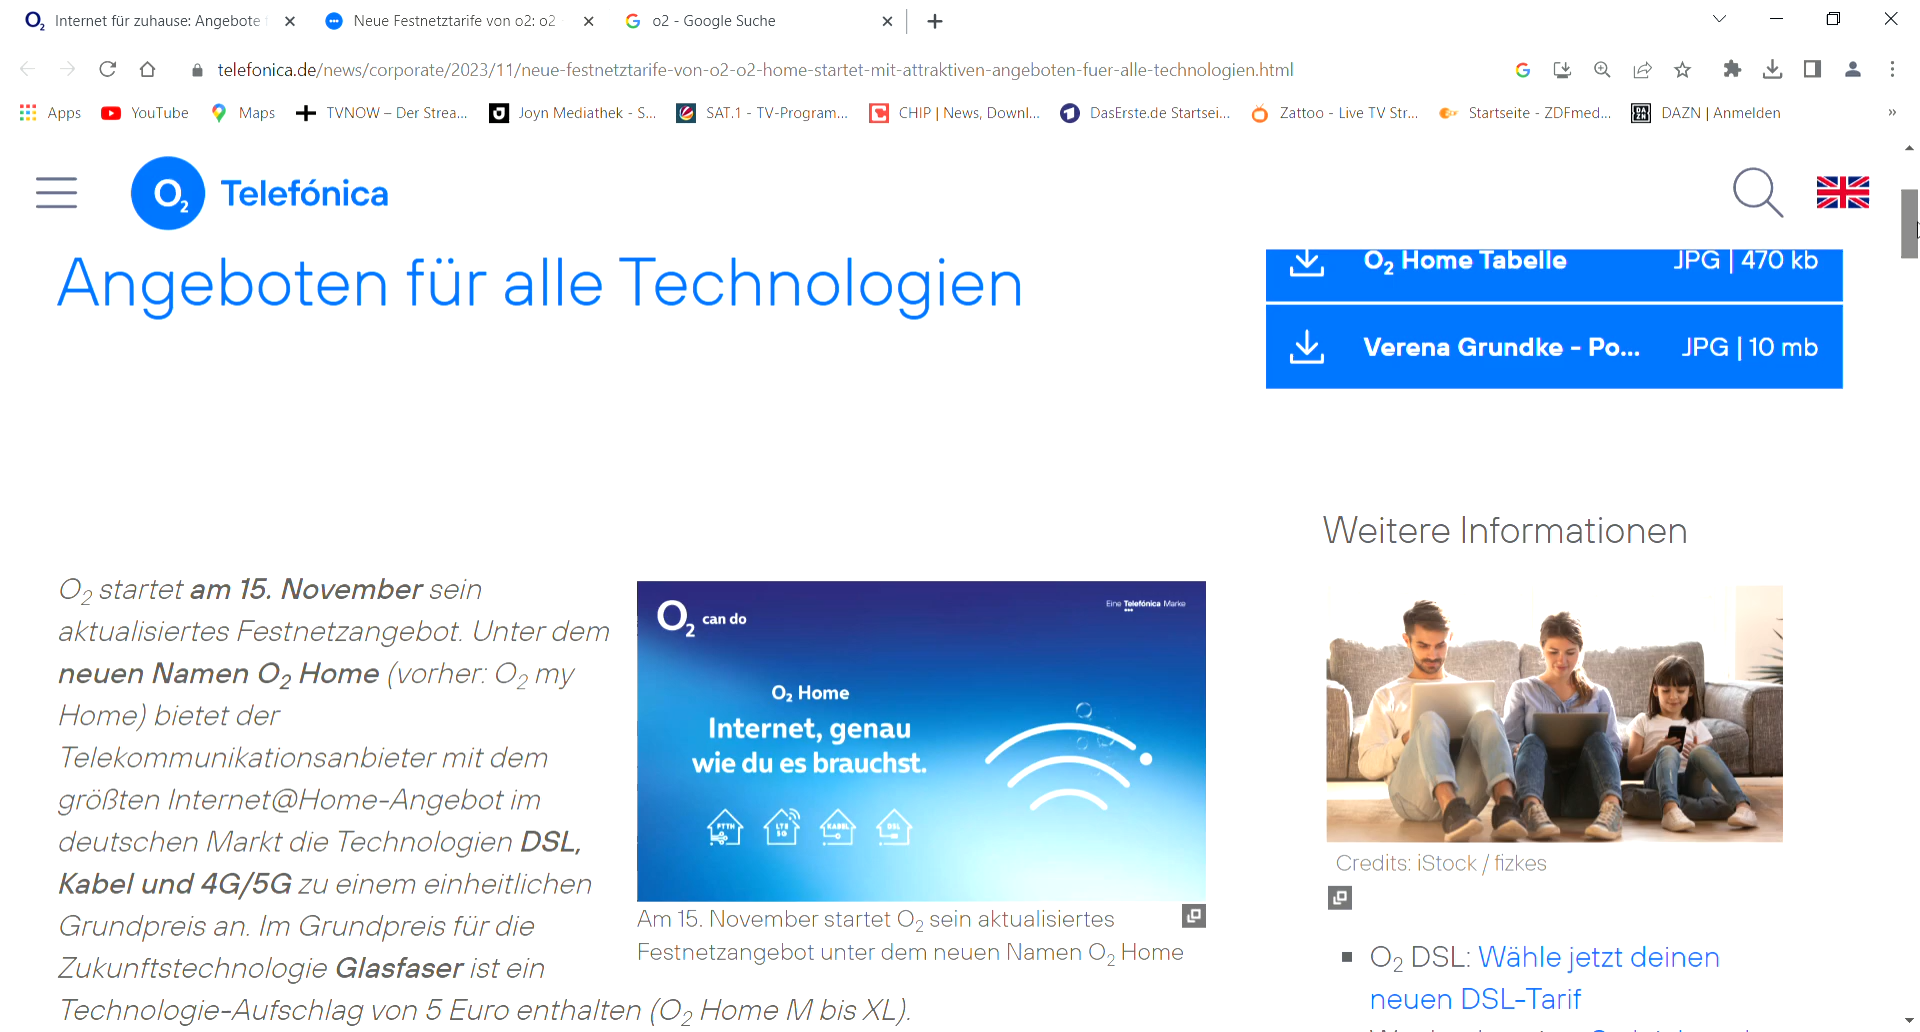 O2 Internet für zuhause: Angebote
Neue Festnetztarife von o2: o2
o2 - Google Suche
telefonica.de/news/corporate/2023/11/neue-festnetztarife-von-o2-o2-home-startet-mit-attraktiven-angeboten-fuer-alle-technologien.html
Apps
YouTube
Maps
TVNOW – Der Strea...
Joyn Mediathek - S...
SAT.1 - TV-Program...
CHIP | News, Downl...
DasErste.de Startsei...
Zattoo - Live TV Str...
Startseite - ZDFmed...
DAZN | Anmelden
»
O2 Telefónica
Angeboten für alle Technologien
O2 Home Tabelle JPG | 470 kb
Verena Grundke - Po... JPG | 10 mb
O2 startet am 15. November sein
aktualisiertes Festnetzangebot. Unter dem
neuen Namen O2 Home (vorher: O2 my
Home) bietet der
Telekommunikationsanbieter mit dem
größten Internet@Home-Angebot im
deutschen Markt die Technologien DSL,
Kabel und 4G/5G zu einem einheitlichen
Grundpreis an. Im Grundpreis für die
Zukunftstechnologie Glasfaser ist ein
Technologie-Aufschlag von 5 Euro enthalten (O2 Home M bis XL).
O2 can do
Eine Telefónica Marke
O2 Home
Internet, genau
wie du es brauchst.
FTTH
LTE
5G
KABEL
DSL
Am 15. November startet O2 sein aktualisiertes
Festnetzangebot unter dem neuen Namen O2 Home
Weitere Informationen
Credits: iStock / fizkes
O2 DSL: Wähle jetzt deinen
neuen DSL-Tarif